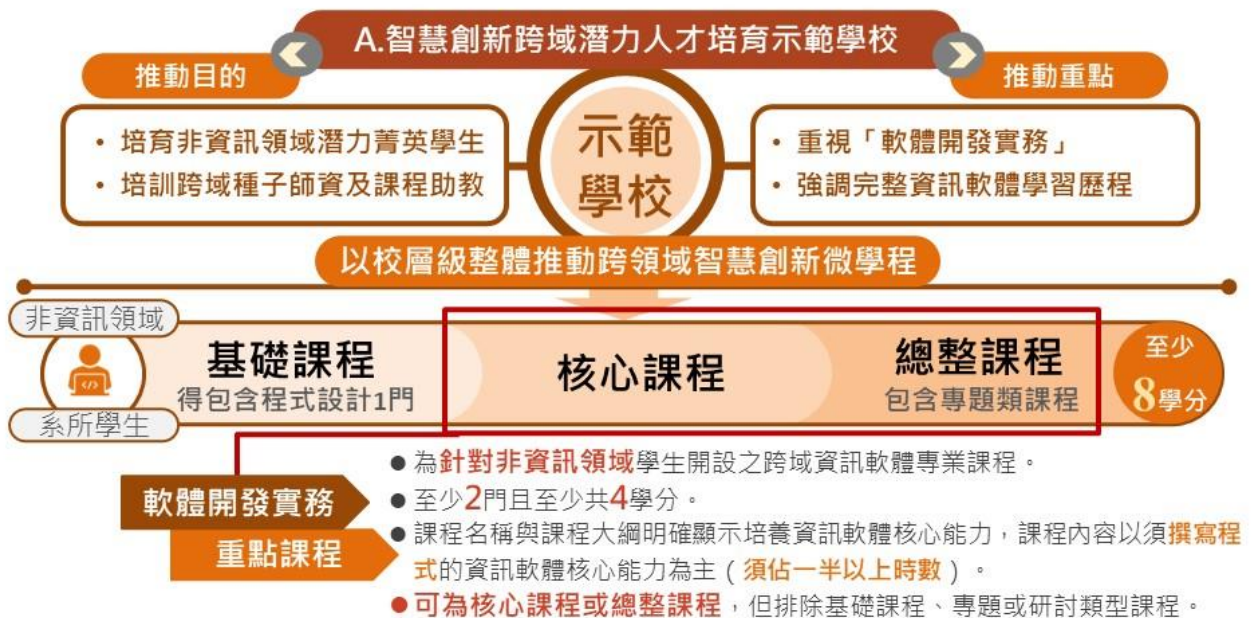 A.智慧創新跨域潛力人才培育示範學校
推動目的
推動重點
• 培育非資訊領域潛力菁英學生
• 培訓跨域種子師資及課程助教
示範
學校
• 重視「軟體開發實務」
• 強調完整資訊軟體學習歷程
以校層級整體推動跨領域智慧創新微學程
非資訊領域
系所學生
基礎課程
得包含程式設計1門
核心課程
總整課程
包含專題類課程
至少
8學分
軟體開發實務
重點課程
● 為針對非資訊領域學生開設之跨域資訊軟體專業課程。
● 至少2門且至少共4學分。
● 課程名稱與課程大綱明確顯示培養資訊軟體核心能力，課程內容以須撰寫程
式的資訊軟體核心能力為主（須佔一半以上時數）。
● 可為核心課程或總整課程，但排除基礎課程、專題或研討類型課程。